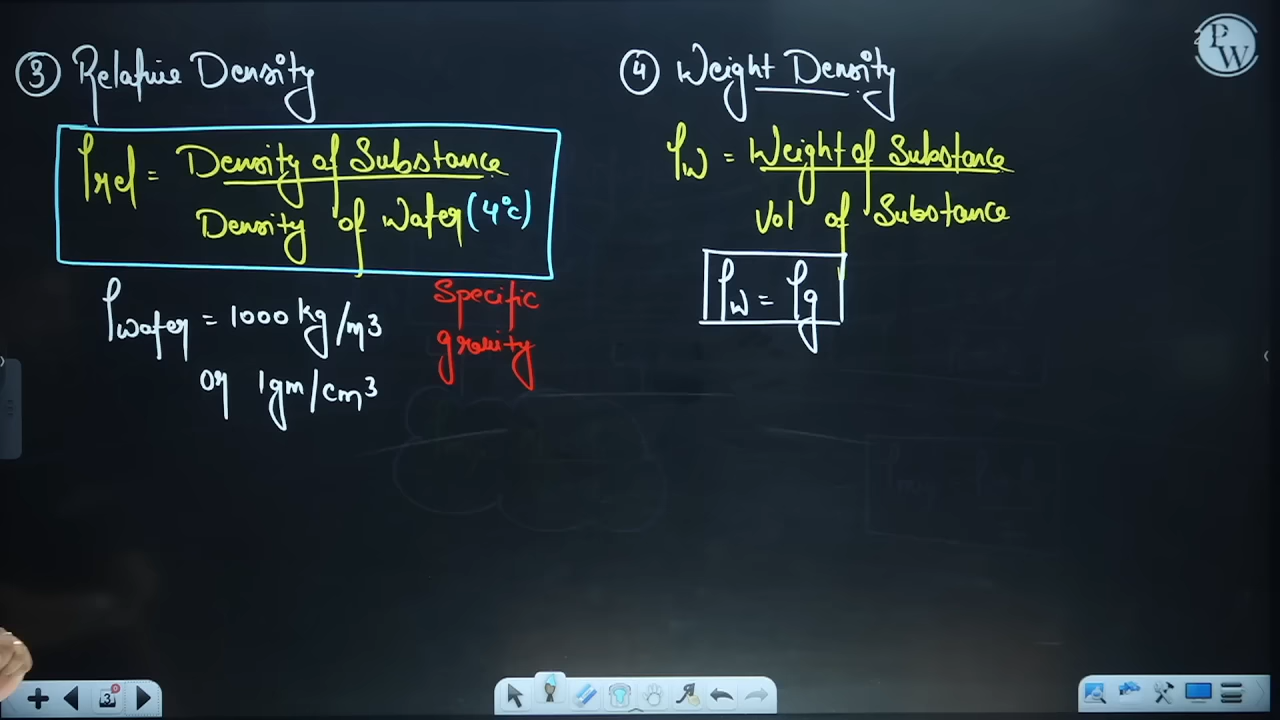 ③ Relative Density
ρrel = Density of Substance
Density of Water (4°c)
ρwater = 1000 kg/m3
or 1gm/cm3
Specific
gravity
④ Weight Density
ρW = Weight of Substance
Vol of Substance
ρW = ρg
PW
3